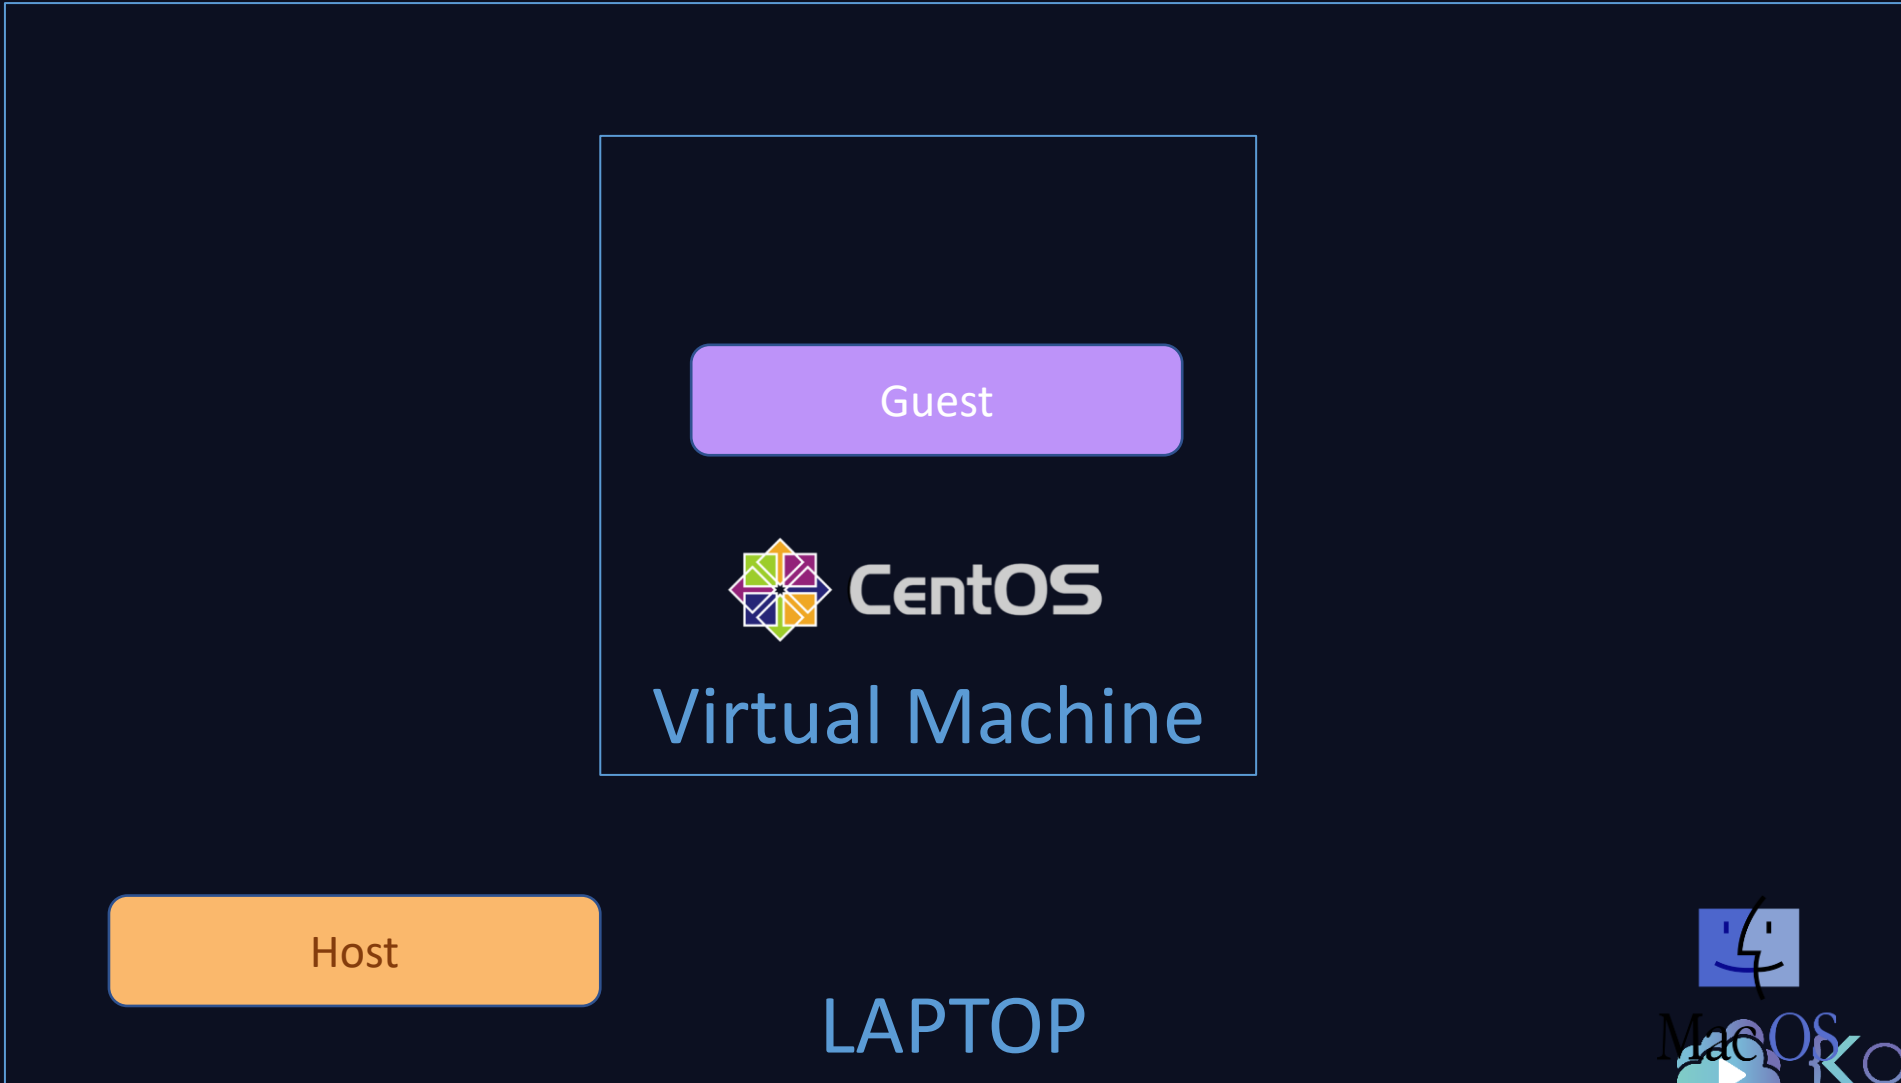 Guest
CentOS
Virtual Machine
Host
LAPTOP
MacOS